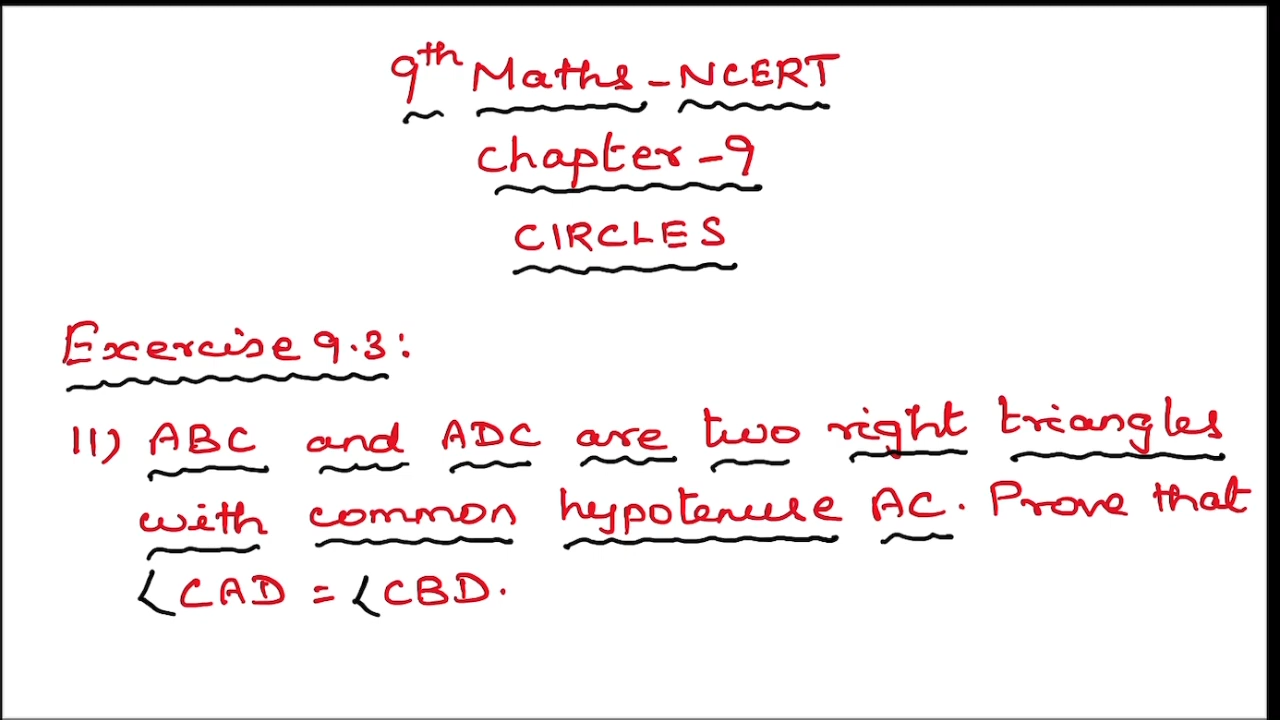 9th Maths - NCERT
Chapter - 9
CIRCLES
Exercise 9.3:
11) ABC and ADC are two right triangles
with common hypotenuse AC. Prove that
∠CAD = ∠CBD.